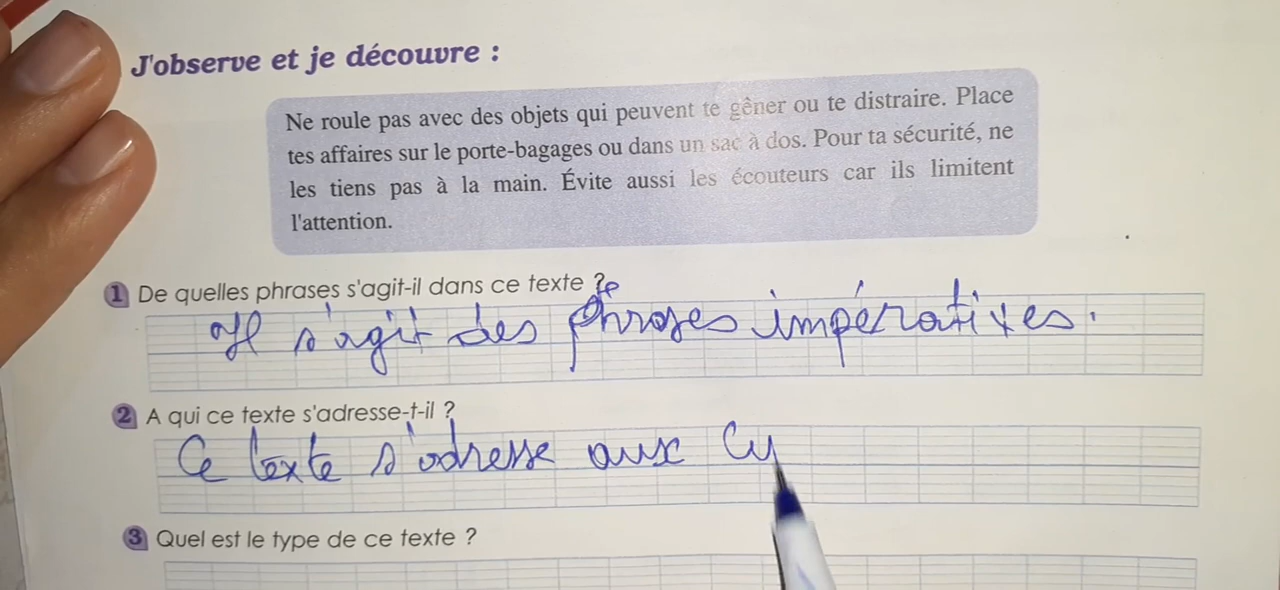 J'observe et je découvre :
Ne roule pas avec des objets qui peuvent te gêner ou te distraire. Place
tes affaires sur le porte-bagages ou dans un sac à dos. Pour ta sécurité, ne
les tiens pas à la main. Évite aussi les écouteurs car ils limitent
l'attention.
1 De quelles phrases s'agit-il dans ce texte ?
Il s'agit des phrases impératives.
2 A qui ce texte s'adresse-t-il ?
Ce texte s'adresse aux Cy
3 Quel est le type de ce texte ?